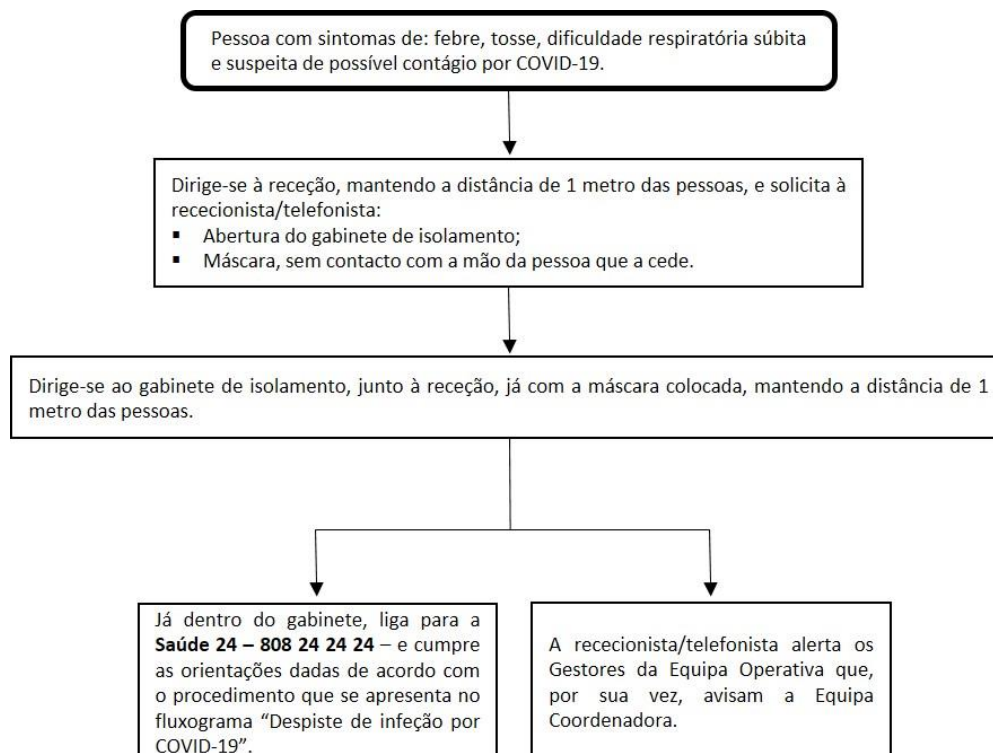 Pessoa com sintomas de: febre, tosse, dificuldade respiratória súbita
e suspeita de possível contágio por COVID-19.
Dirige-se à receção, mantendo a distância de 1 metro das pessoas, e solicita à
rececionista/telefonista:
▪ Abertura do gabinete de isolamento;
▪ Máscara, sem contacto com a mão da pessoa que a cede.
Dirige-se ao gabinete de isolamento, junto à receção, já com a máscara colocada, mantendo a distância de 1
metro das pessoas.
Já dentro do gabinete, liga para a
Saúde 24 – 808 24 24 24 – e cumpre
as orientações dadas de acordo com
o procedimento que se apresenta no
fluxograma “Despiste de infeção por
COVID-19”.
A rececionista/telefonista alerta os
Gestores da Equipa Operativa que,
por sua vez, avisam a Equipa
Coordenadora.